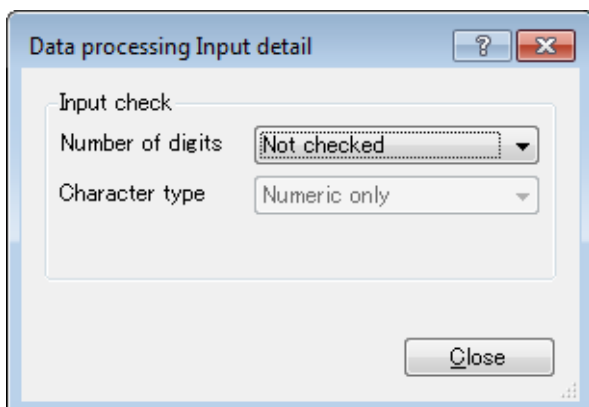 Data processing Input detail
Input check
Number of digits Not checked
Character type Numeric only
Close